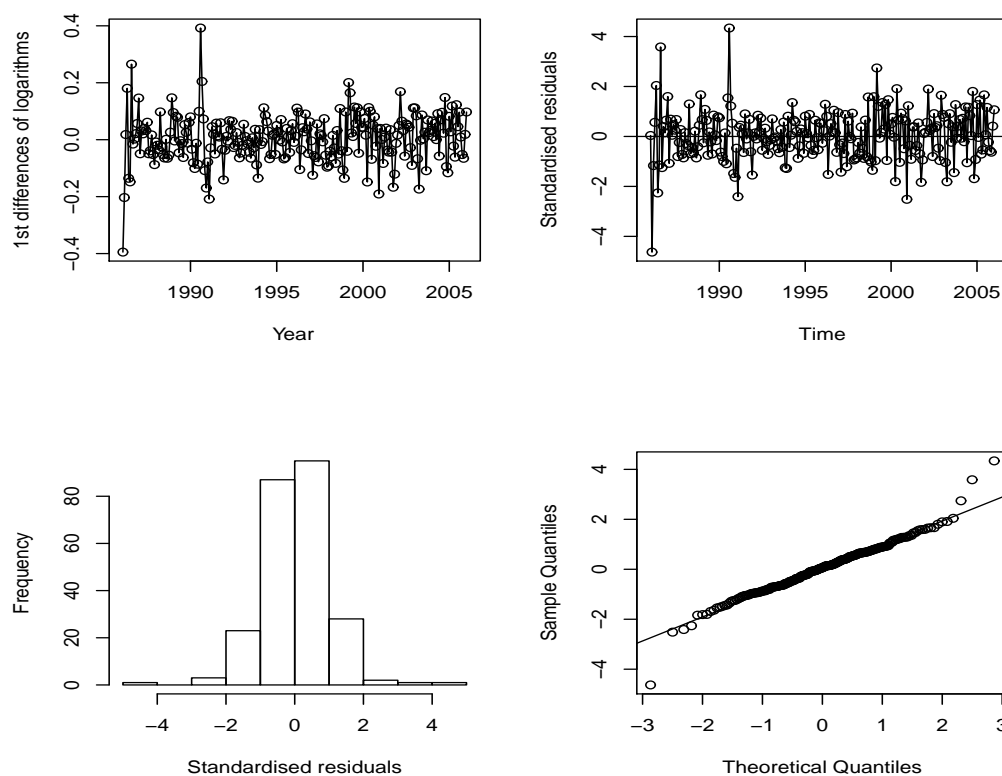 1st differences of logarithms
0.4
0.2
0.0
−0.2
−0.4
1990 1995 2000 2005
Year
Standardised residuals
4
2
0
−2
−4
1990 1995 2000 2005
Time
Frequency
80
60
40
20
0
−4 −2 0 2 4
Standardised residuals
Sample Quantiles
4
2
0
−2
−4
−3 −2 −1 0 1 2 3
Theoretical Quantiles